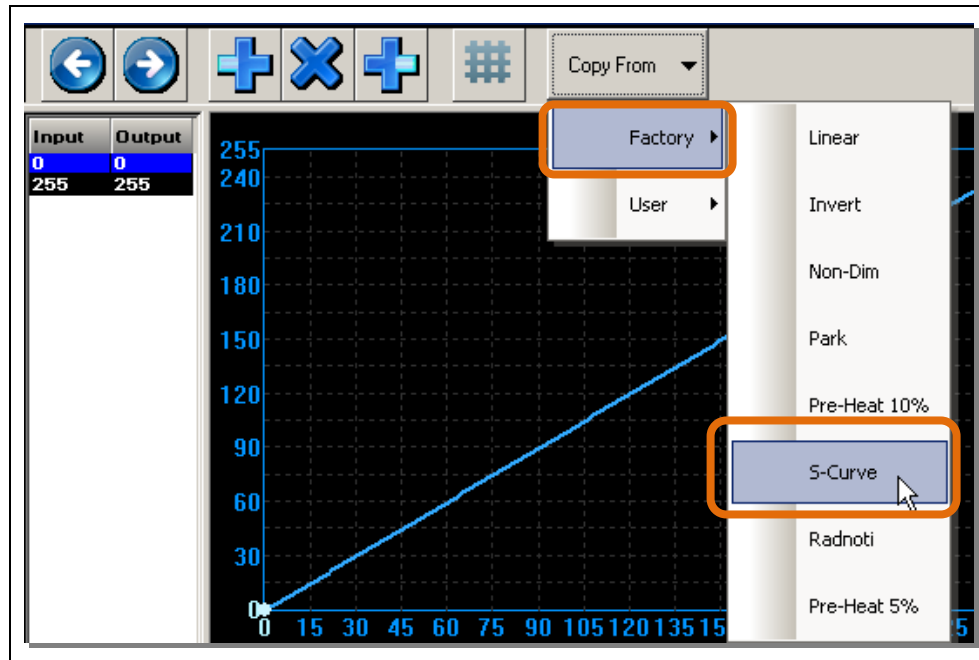 Copy From
Input Output
0 0
255 255
Factory
User
Linear
Invert
Non-Dim
Park
Pre-Heat 10%
S-Curve
Radnoti
Pre-Heat 5%
255
240
210
180
150
120
90
60
30
0
0 15 30 45 60 75 90 105 120 135